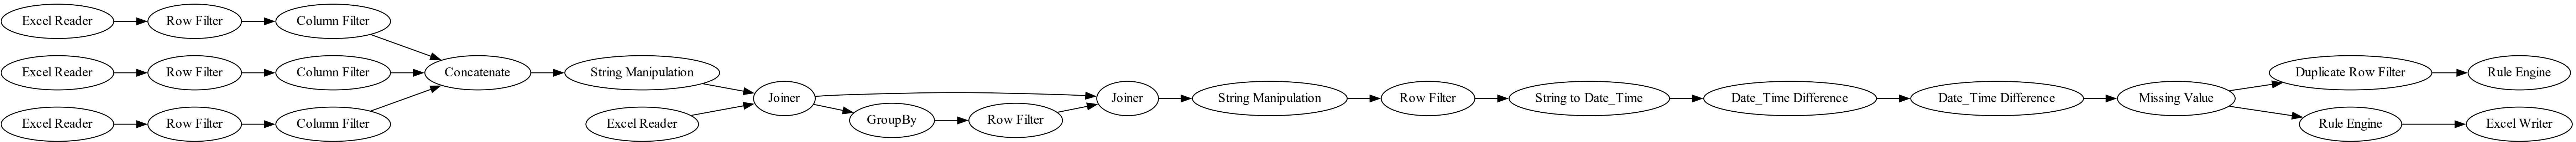 Excel Reader
Row Filter
Column Filter
Excel Reader
Row Filter
Column Filter
Concatenate
String Manipulation
Excel Reader
Row Filter
Column Filter
Excel Reader
Joiner
GroupBy
Row Filter
Joiner
String Manipulation
Row Filter
String to Date_Time
Date_Time Difference
Date_Time Difference
Missing Value
Duplicate Row Filter
Rule Engine
Rule Engine
Excel Writer